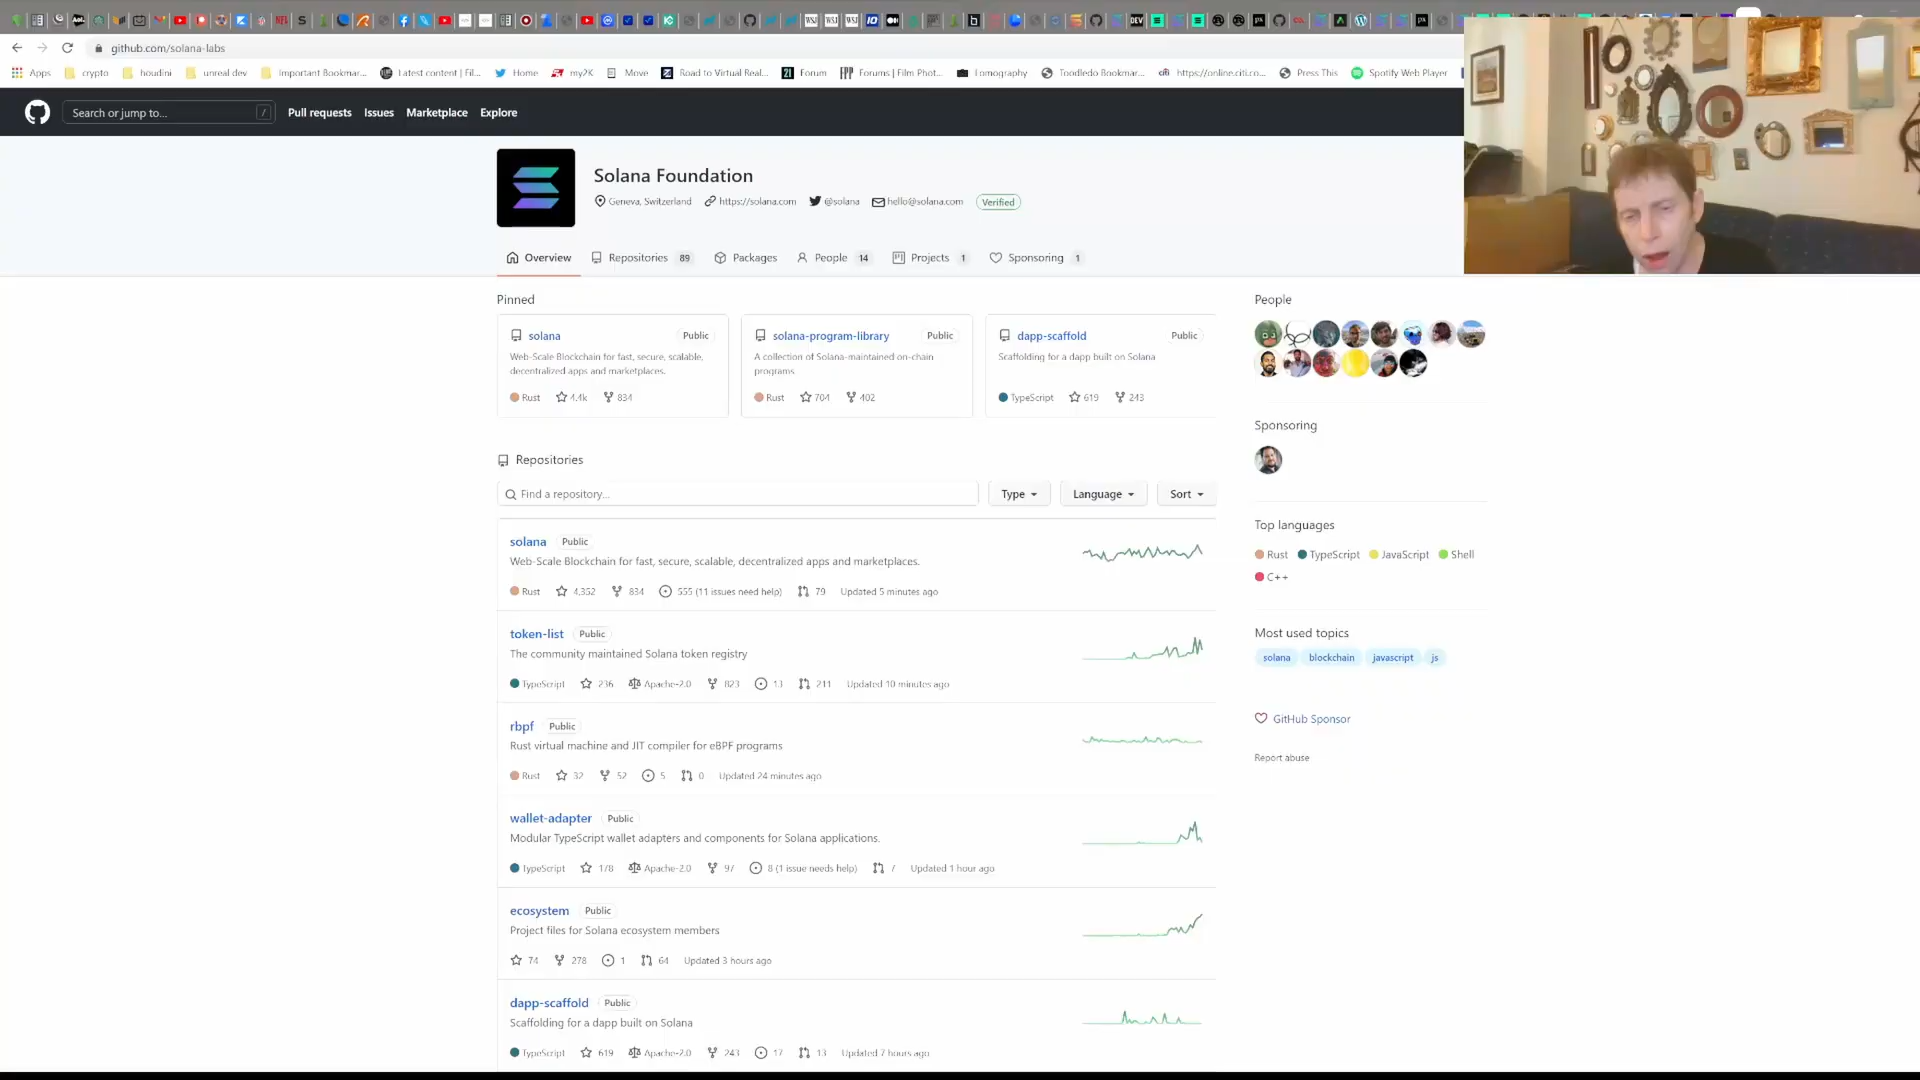 github.com/solana-labs
Apps crypto houdini unreal dev Important Bookmar... Latest content | Fil... Home my2K Move Road to Virtual Real... Forum Forums | Film Phot... Lomography Toodledo Bookmar... https://online.citi.co... Press This Spotify Web Player
Search or jump to... / Pull requests Issues Marketplace Explore
Solana Foundation
Geneva, Switzerland https://solana.com @solana hello@solana.com Verified
Overview Repositories 89 Packages People 14 Projects 1 Sponsoring 1
Pinned
solana Public
Web-Scale Blockchain for fast, secure, scalable,
decentralized apps and marketplaces.
Rust 4.4k 834
solana-program-library Public
A collection of Solana-maintained on-chain
programs
Rust 704 402
dapp-scaffold Public
Scaffolding for a dapp built on Solana
TypeScript 619 243
Repositories
Find a repository... Type Language Sort
solana Public
Web-Scale Blockchain for fast, secure, scalable, decentralized apps and marketplaces.
Rust 4,352 834 555 (11 issues need help) 79 Updated 5 minutes ago
token-list Public
The community maintained Solana token registry
TypeScript 236 Apache-2.0 823 13 211 Updated 10 minutes ago
rbpf Public
Rust virtual machine and JIT compiler for eBPF programs
Rust 32 52 5 0 Updated 24 minutes ago
wallet-adapter Public
Modular TypeScript wallet adapters and components for Solana applications.
TypeScript 178 Apache-2.0 97 8 (1 issue needs help) 7 Updated 1 hour ago
ecosystem Public
Project files for Solana ecosystem members
74 278 1 64 Updated 3 hours ago
dapp-scaffold Public
Scaffolding for a dapp built on Solana
TypeScript 619 Apache-2.0 243 17 13 Updated 7 hours ago
People
Sponsoring
Top languages
Rust TypeScript JavaScript Shell
C++
Most used topics
solana blockchain javascript js
GitHub Sponsor
Report abuse